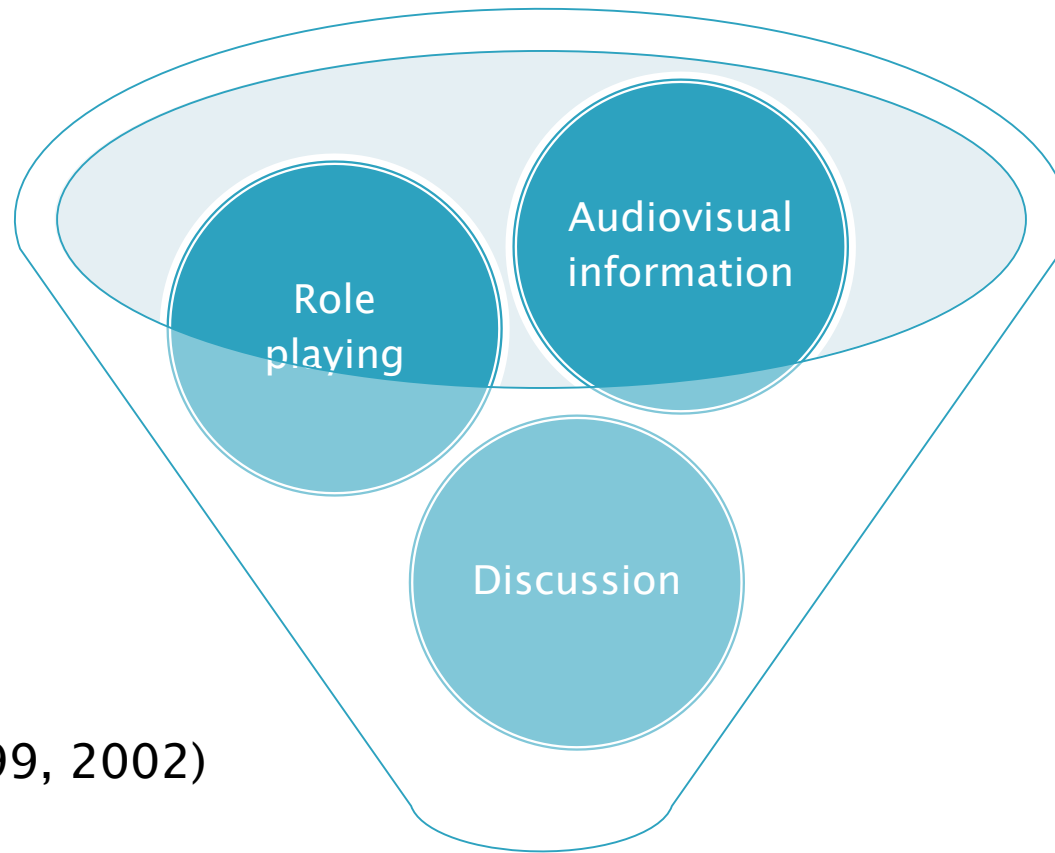 Audiovisual
information
Role
playing
Discussion
99, 2002)